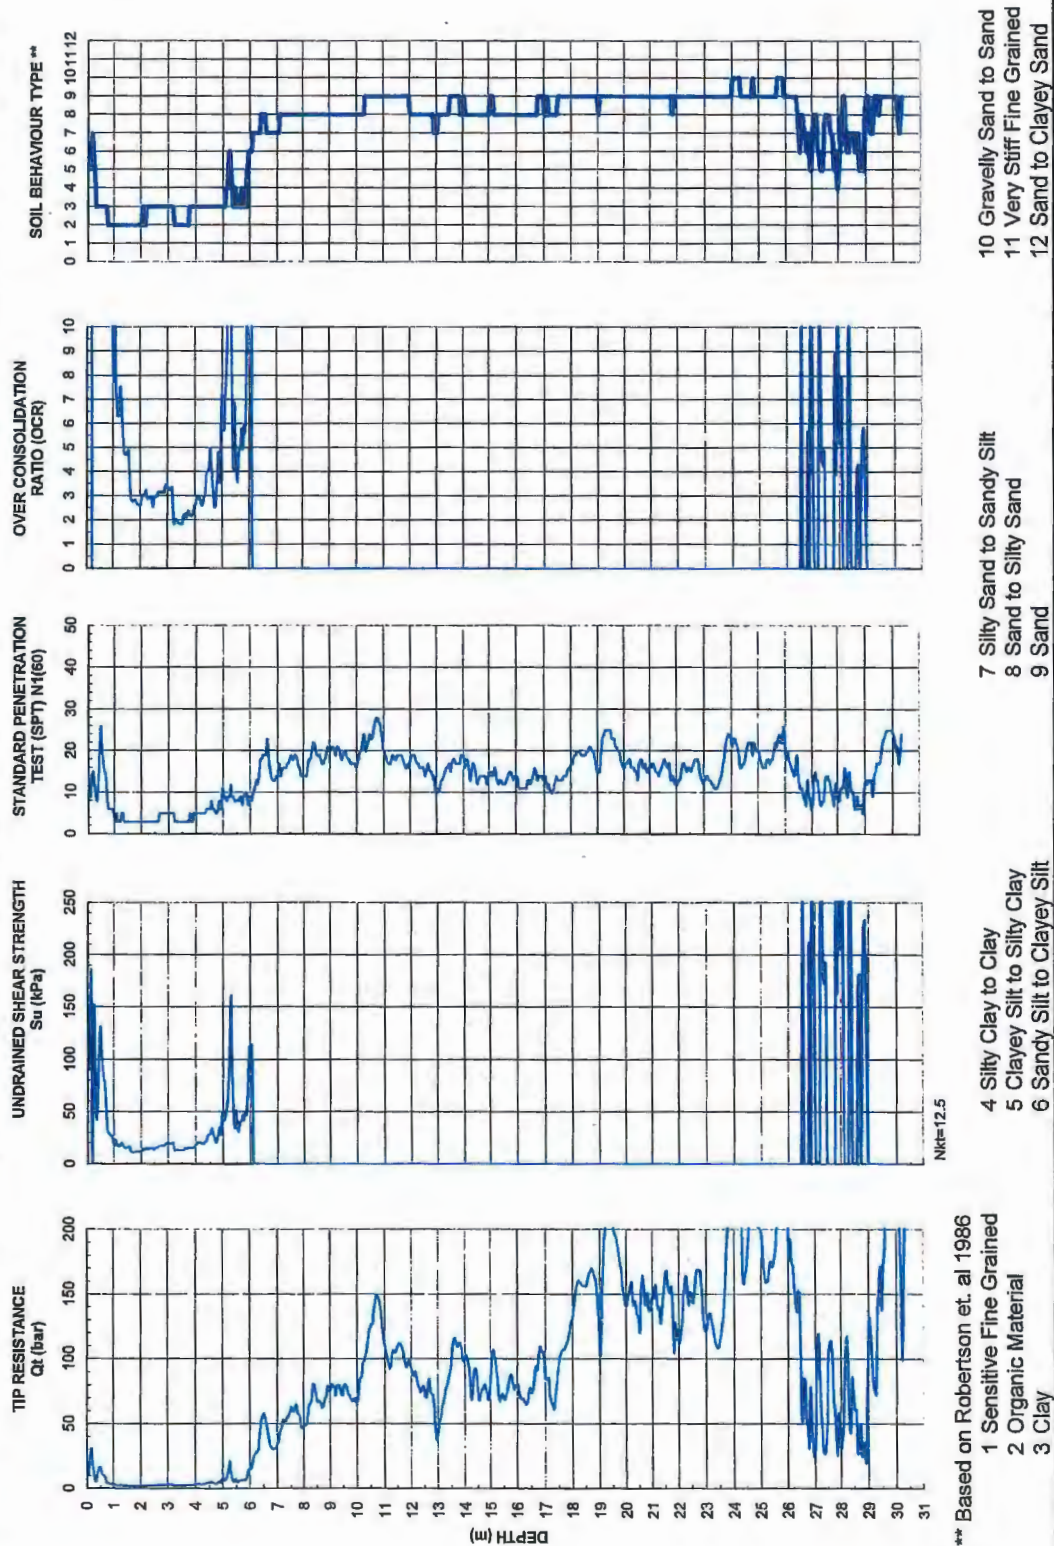 SOIL BEHAVIOUR TYPE **
0 1 2 3 4 5 6 7 8 9 10 11 12
OVER CONSOLIDATION
RATIO (OCR)
0 1 2 3 4 5 6 7 8 9 10
STANDARD PENETRATION
TEST (SPT) N1(60)
0 10 20 30 40 50
UNDRAINED SHEAR STRENGTH
Su (kPa)
0 50 100 150 200 250
Nkt=12.5
TIP RESISTANCE
Qt (bar)
0 50 100 150 200
0 1 2 3 4 5 6 7 8 9 10 11 12 13 14 15 16 17 18 19 20 21 22 23 24 25 26 27 28 29 30 31
DEPTH (m)
** Based on Robertson et. al 1986
1 Sensitive Fine Grained
2 Organic Material
3 Clay
4 Silty Clay to Clay
5 Clayey Silt to Silty Clay
6 Sandy Silt to Clayey Silt
7 Silty Sand to Sandy Silt
8 Sand to Silty Sand
9 Sand
10 Gravelly Sand to Sand
11 Very Stiff Fine Grained
12 Sand to Clayey Sand